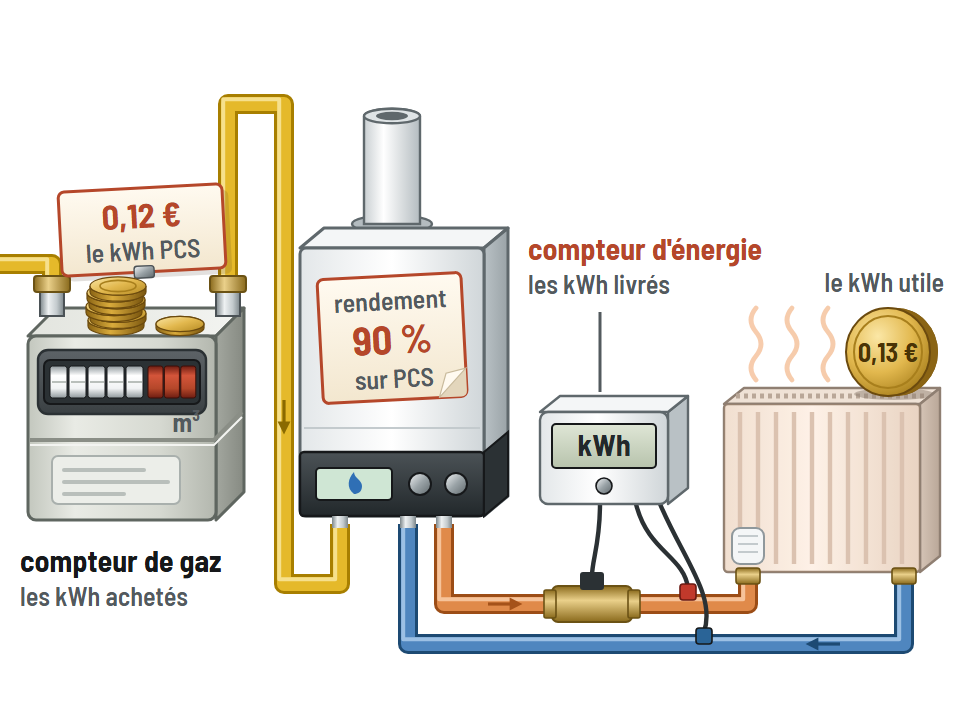 0,12 €
le kWh PCS
m³
compteur de gaz
les kWh achetés
rendement
90 %
sur PCS
compteur d'énergie
les kWh livrés
kWh
le kWh utile
0,13 €